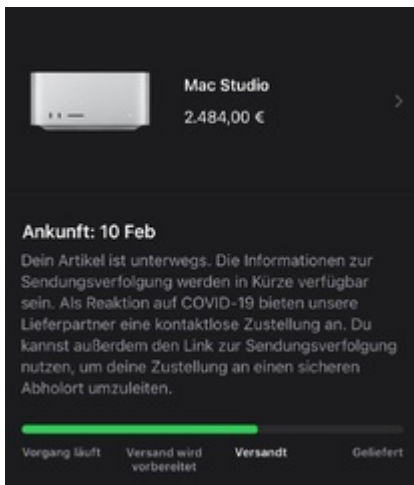 Mac Studio
2.484,00 €
Ankunft: 10 Feb
Dein Artikel ist unterwegs. Die Informationen zur
Sendungsverfolgung werden in Kürze verfügbar
sein. Als Reaktion auf COVID-19 bieten unsere
Lieferpartner eine kontaktlose Zustellung an. Du
kannst außerdem den Link zur Sendungsverfolgung
nutzen, um deine Zustellung an einen sicheren
Abholort umzuleiten.
Vorgang läuft
Versand wird
vorbereitet
Versandt
Geliefert